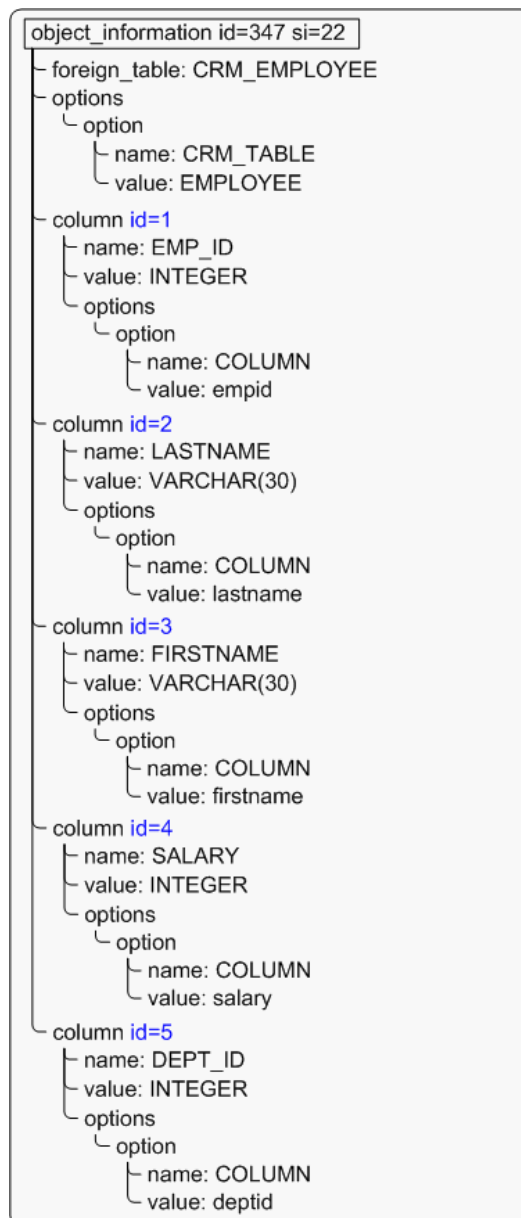 object_information id=347 si=22
foreign_table: CRM_EMPLOYEE
options
option
name: CRM_TABLE
value: EMPLOYEE
column id=1
name: EMP_ID
value: INTEGER
options
option
name: COLUMN
value: empid
column id=2
name: LASTNAME
value: VARCHAR(30)
options
option
name: COLUMN
value: lastname
column id=3
name: FIRSTNAME
value: VARCHAR(30)
options
option
name: COLUMN
value: firstname
column id=4
name: SALARY
value: INTEGER
options
option
name: COLUMN
value: salary
column id=5
name: DEPT_ID
value: INTEGER
options
option
name: COLUMN
value: deptid